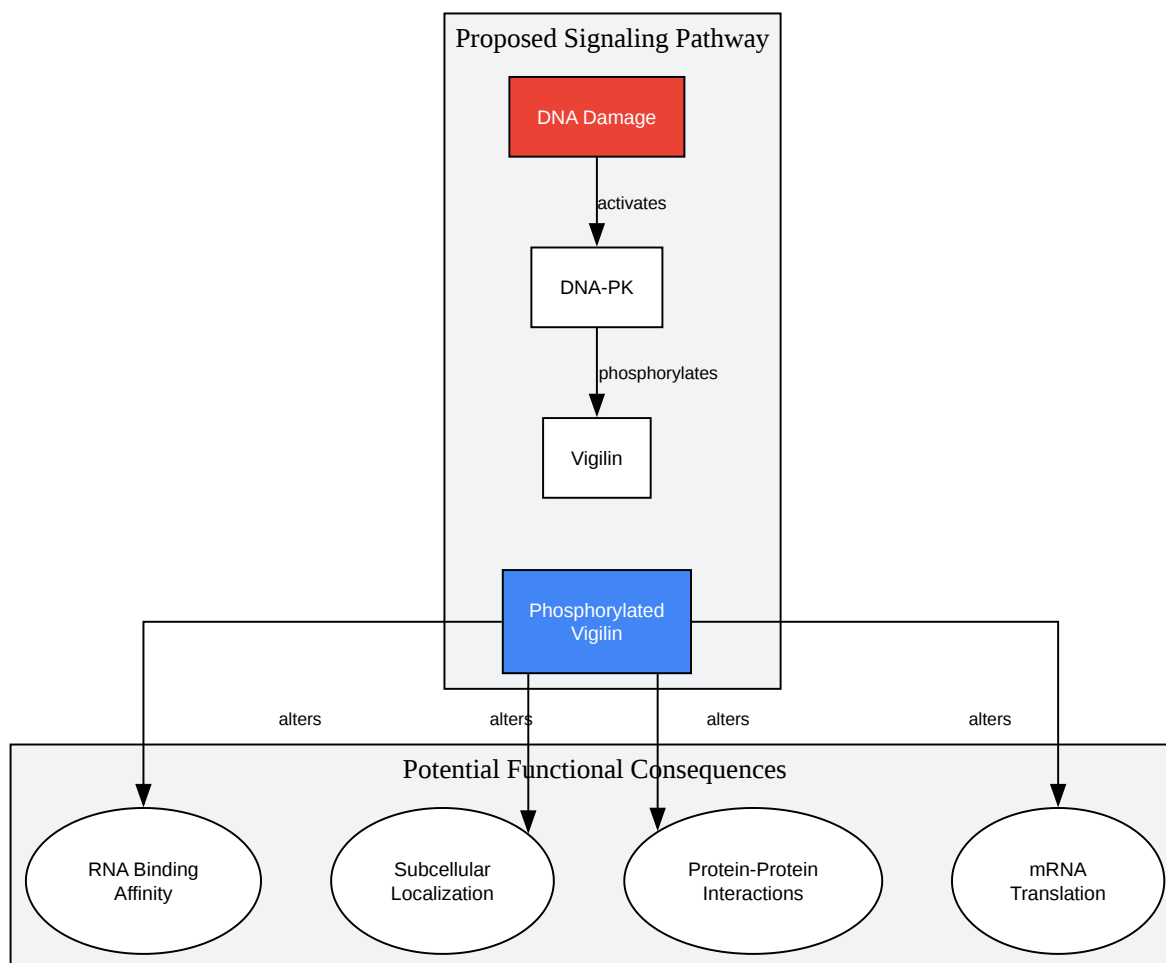 Proposed Signaling Pathway
DNA Damage
activates
DNA-PK
phosphorylates
Vigilin
Phosphorylated
Vigilin
alters
alters
alters
alters
Potential Functional Consequences
RNA Binding
Affinity
Subcellular
Localization
Protein-Protein
Interactions
mRNA
Translation